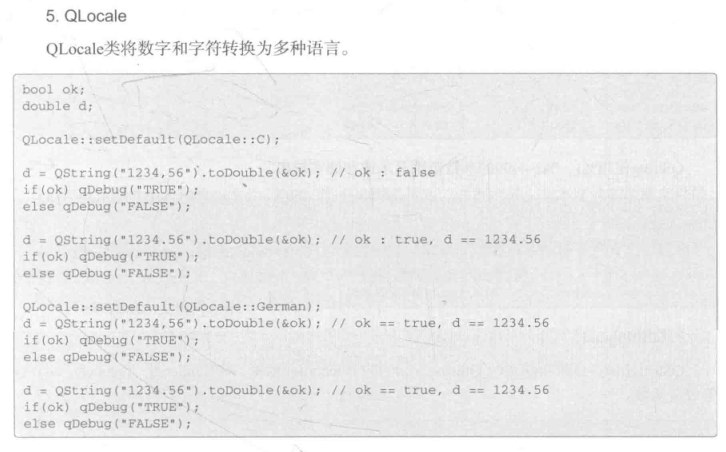 5. QLocale
QLocale类将数字和字符转换为多种语言。
bool ok;
double d;
QLocale::setDefault(QLocale::C);
d = QString("1234,56").toDouble(&ok); // ok : false
if(ok) qDebug("TRUE");
else qDebug("FALSE");
d = QString("1234.56").toDouble(&ok); // ok : true, d == 1234.56
if(ok) qDebug("TRUE");
else qDebug("FALSE");
QLocale::setDefault(QLocale::German);
d = QString("1234,56").toDouble(&ok); // ok == true, d == 1234.56
if(ok) qDebug("TRUE");
else qDebug("FALSE");
d = QString("1234.56").toDouble(&ok); // ok == true, d == 1234.56
if(ok) qDebug("TRUE");
else qDebug("FALSE");